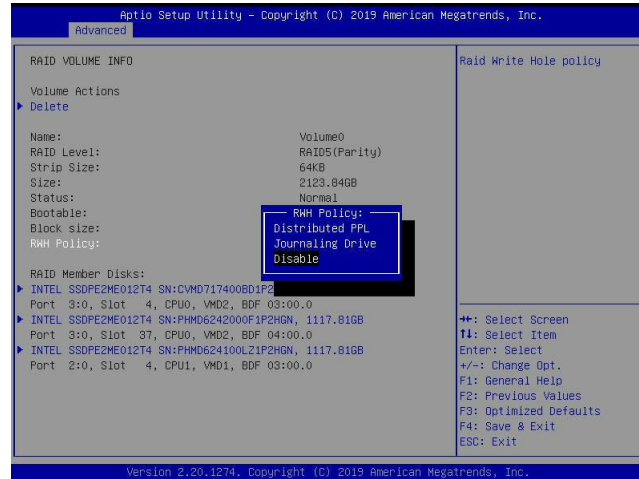 Aptio Setup Utility – Copyright (C) 2019 American Megatrends, Inc.
Advanced
RAID VOLUME INFO
Volume Actions
Delete
Name: Volume0
RAID Level: RAID5(Parity)
Strip Size: 64KB
Size: 2123.84GB
Status: Normal
Bootable:
Block size:
RWH Policy:
RWH Policy:
Distributed PPL
Journaling Drive
Disable
RAID Member Disks:
INTEL SSDPE2ME012T4 SN:CVMD717400BD1P2
Port 3:0, Slot 4, CPU0, VMD2, BDF 03:00.0
INTEL SSDPE2ME012T4 SN:PHMD6242000F1P2HGN, 1117.81GB
Port 3:0, Slot 37, CPU0, VMD2, BDF 04:00.0
INTEL SSDPE2ME012T4 SN:PHMD624100LZ1P2HGN, 1117.81GB
Port 2:0, Slot 4, CPU1, VMD1, BDF 03:00.0
Raid Write Hole policy
→←: Select Screen
↑↓: Select Item
Enter: Select
+/-: Change Opt.
F1: General Help
F2: Previous Values
F3: Optimized Defaults
F4: Save & Exit
ESC: Exit
Version 2.20.1274. Copyright (C) 2019 American Megatrends, Inc.